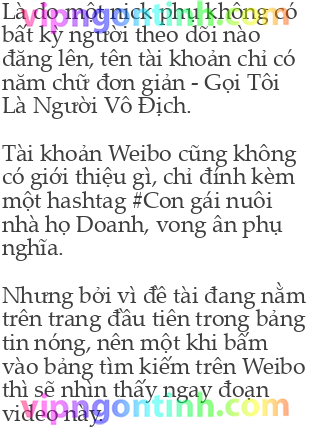 Là do một nick phụ không có
bất kỳ người theo dõi nào
đăng lên, tên tài khoản chỉ có
năm chữ đơn giản - Gọi Tôi
Là Người Vô Địch.
Tài khoản Weibo cũng không
có giới thiệu gì, chỉ đính kèm
một hashtag #Con gái nuôi
nhà họ Doanh, vong ân phụ
nghĩa.
Nhưng bởi vì đề tài đang nằm
trên trang đầu tiên trong bảng
tin nóng, nên một khi bấm
vào bảng tìm kiếm trên Weibo
thì sẽ nhìn thấy ngay đoạn
video này.
vipngontinh.com
vipngontinh.com